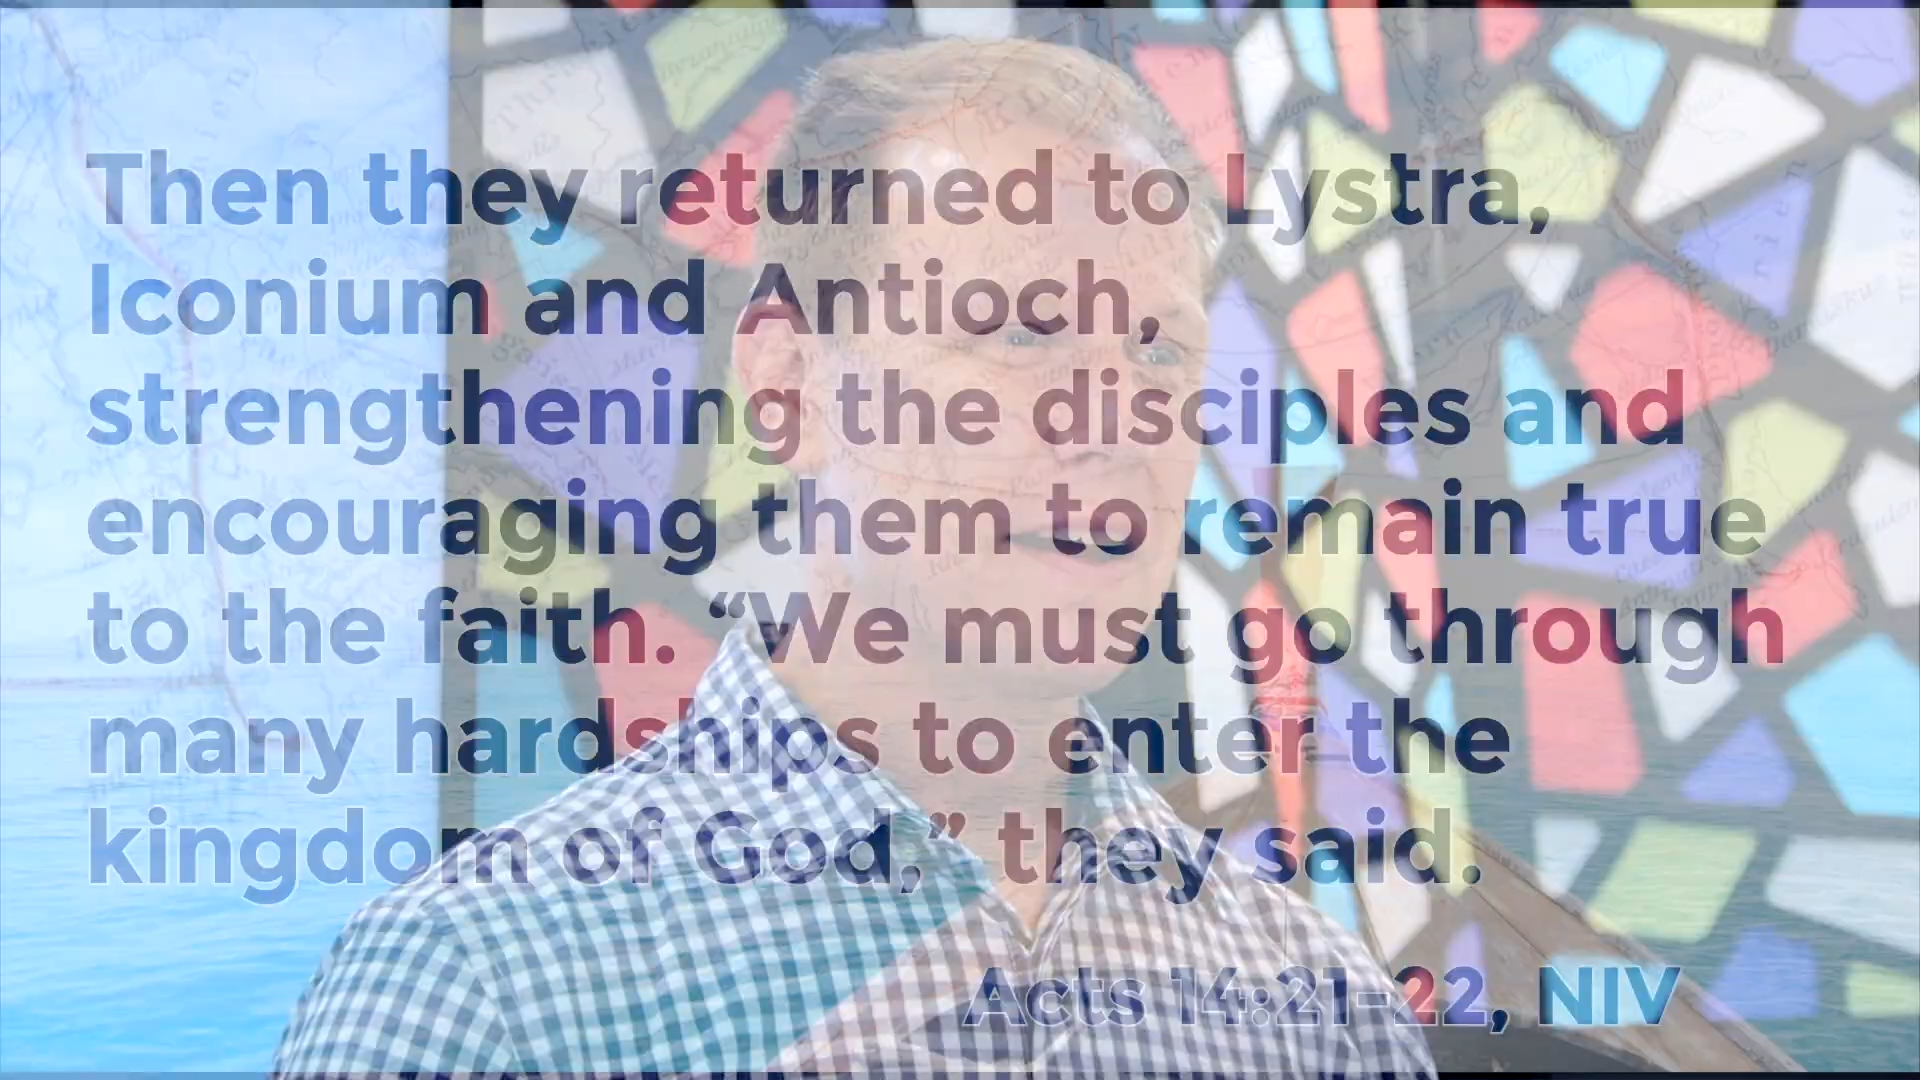 Then they returned to Lystra,
Iconium and Antioch,
strengthening the disciples and
encouraging them to remain true
to the faith. “We must go through
many hardships to enter the
kingdom of God,” they said.
Acts 14:21-22, NIV